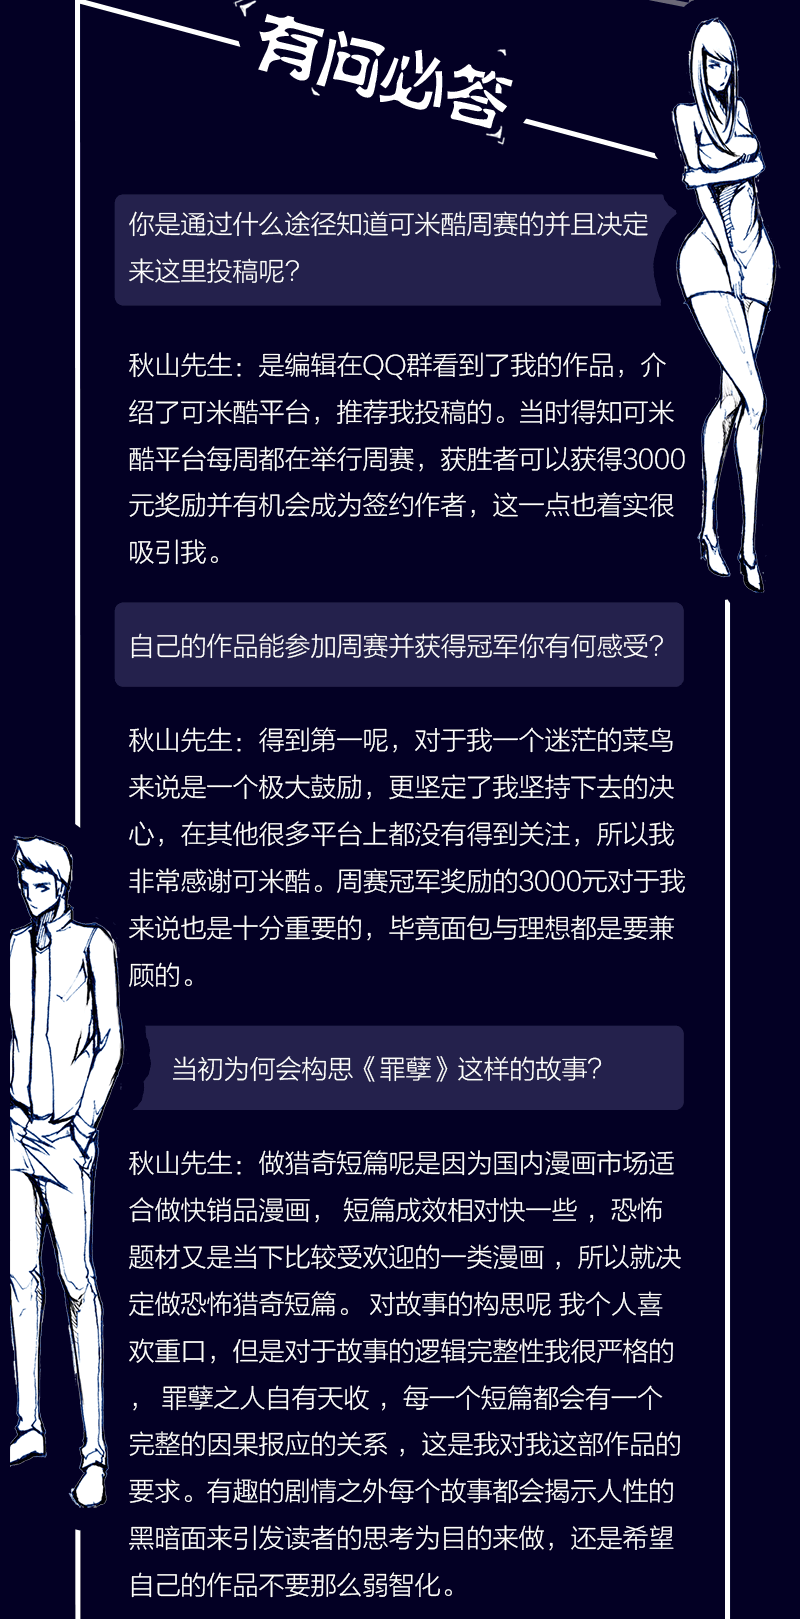 有问必答
你是通过什么途径知道可米酷周赛的并且决定
来这里投稿呢？
秋山先生：是编辑在QQ群看到了我的作品，介
绍了可米酷平台，推荐我投稿的。当时得知可米
酷平台每周都在举行周赛，获胜者可以获得3000
元奖励并有机会成为签约作者，这一点也着实很
吸引我。
自己的作品能参加周赛并获得冠军你有何感受？
秋山先生：得到第一呢，对于我一个迷茫的菜鸟
来说是一个极大鼓励，更坚定了我坚持下去的决
心，在其他很多平台上都没有得到关注，所以我
非常感谢可米酷。周赛冠军奖励的3000元对于我
来说也是十分重要的，毕竟面包与理想都是要兼
顾的。
当初为何会构思《罪孽》这样的故事？
秋山先生：做猎奇短篇呢是因为国内漫画市场适
合做快销品漫画， 短篇成效相对快一些 ，恐怖
题材又是当下比较受欢迎的一类漫画 ，所以就决
定做恐怖猎奇短篇。 对故事的构思呢 我个人喜
欢重口，但是对于故事的逻辑完整性我很严格的
， 罪孽之人自有天收 ，每一个短篇都会有一个
完整的因果报应的关系 ，这是我对我这部作品的
要求。有趣的剧情之外每个故事都会揭示人性的
黑暗面来引发读者的思考为目的来做，还是希望
自己的作品不要那么弱智化。